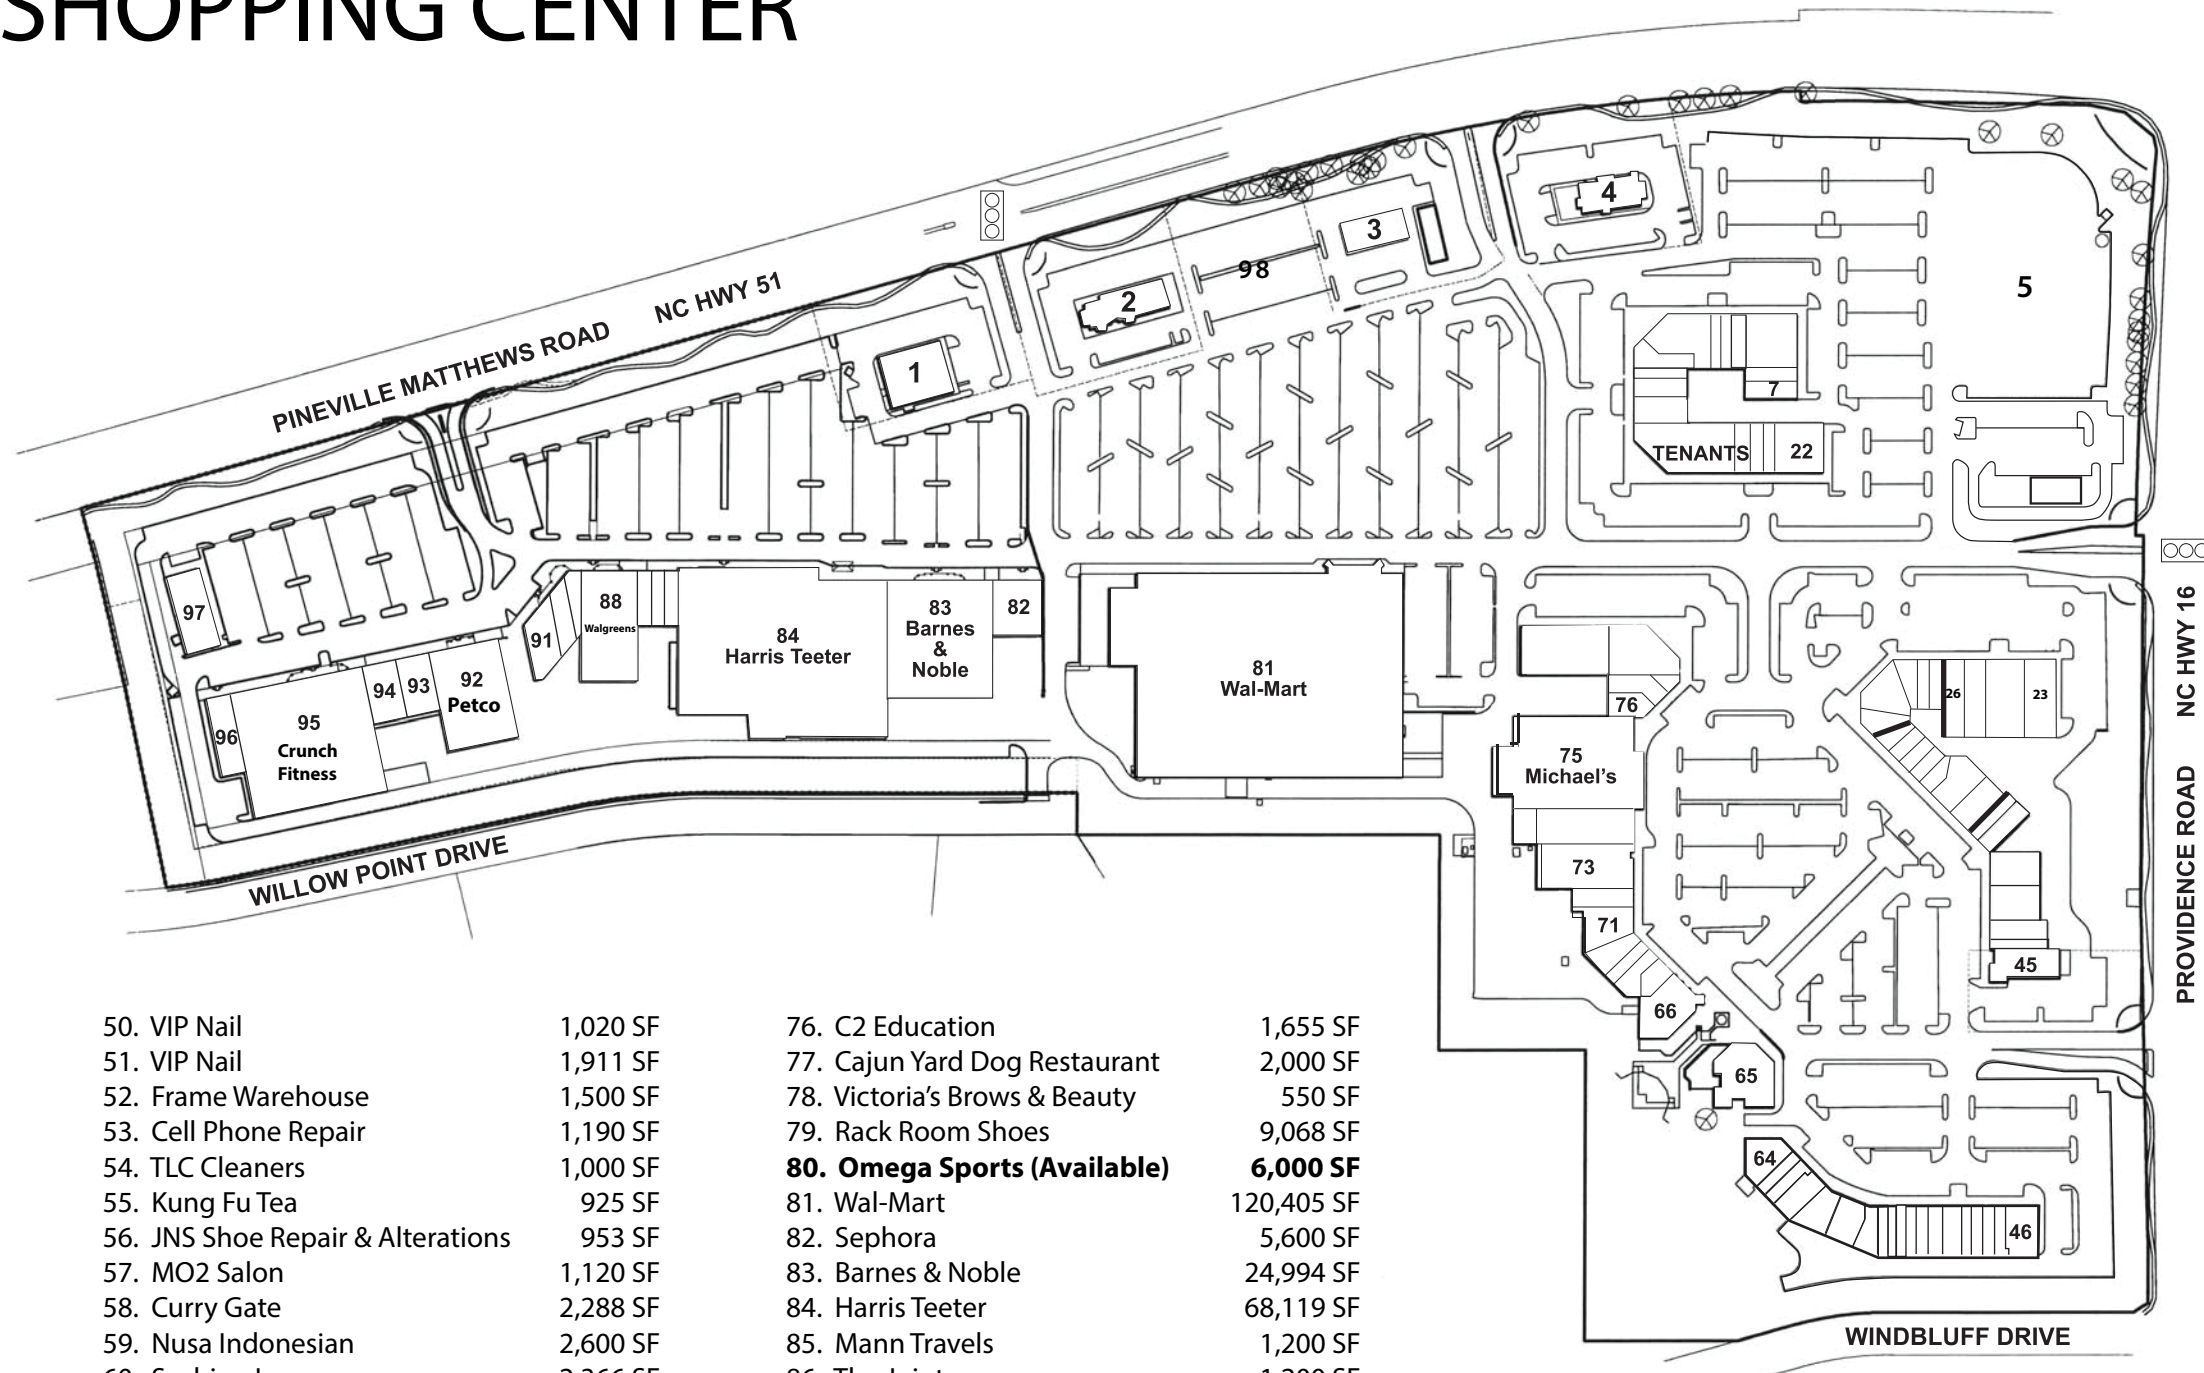 SHOPPING CENTER
PINEVILLE MATTHEWS ROAD NC HWY 51
4
3
98
5
2
1
7
TENANTS 22
97
91
88
Walgreens
84
Harris Teeter
83
Barnes
&
Noble
82
81
Wal-Mart
96
95
Crunch
Fitness
94
93
92
Petco
76
75
Michael's
73
71
66
65
64
46
45
26
23
PROVIDENCE ROAD NC HWY 16
WILLOW POINT DRIVE
WINDBLUFF DRIVE
50. VIP Nail 1,020 SF
51. VIP Nail 1,911 SF
52. Frame Warehouse 1,500 SF
53. Cell Phone Repair 1,190 SF
54. TLC Cleaners 1,000 SF
55. Kung Fu Tea 925 SF
56. JNS Shoe Repair & Alterations 953 SF
57. MO2 Salon 1,120 SF
58. Curry Gate 2,288 SF
59. Nusa Indonesian 2,600 SF
76. C2 Education 1,655 SF
77. Cajun Yard Dog Restaurant 2,000 SF
78. Victoria's Brows & Beauty 550 SF
79. Rack Room Shoes 9,068 SF
80. Omega Sports (Available) 6,000 SF
81. Wal-Mart 120,405 SF
82. Sephora 5,600 SF
83. Barnes & Noble 24,994 SF
84. Harris Teeter 68,119 SF
85. Mann Travels 1,200 SF